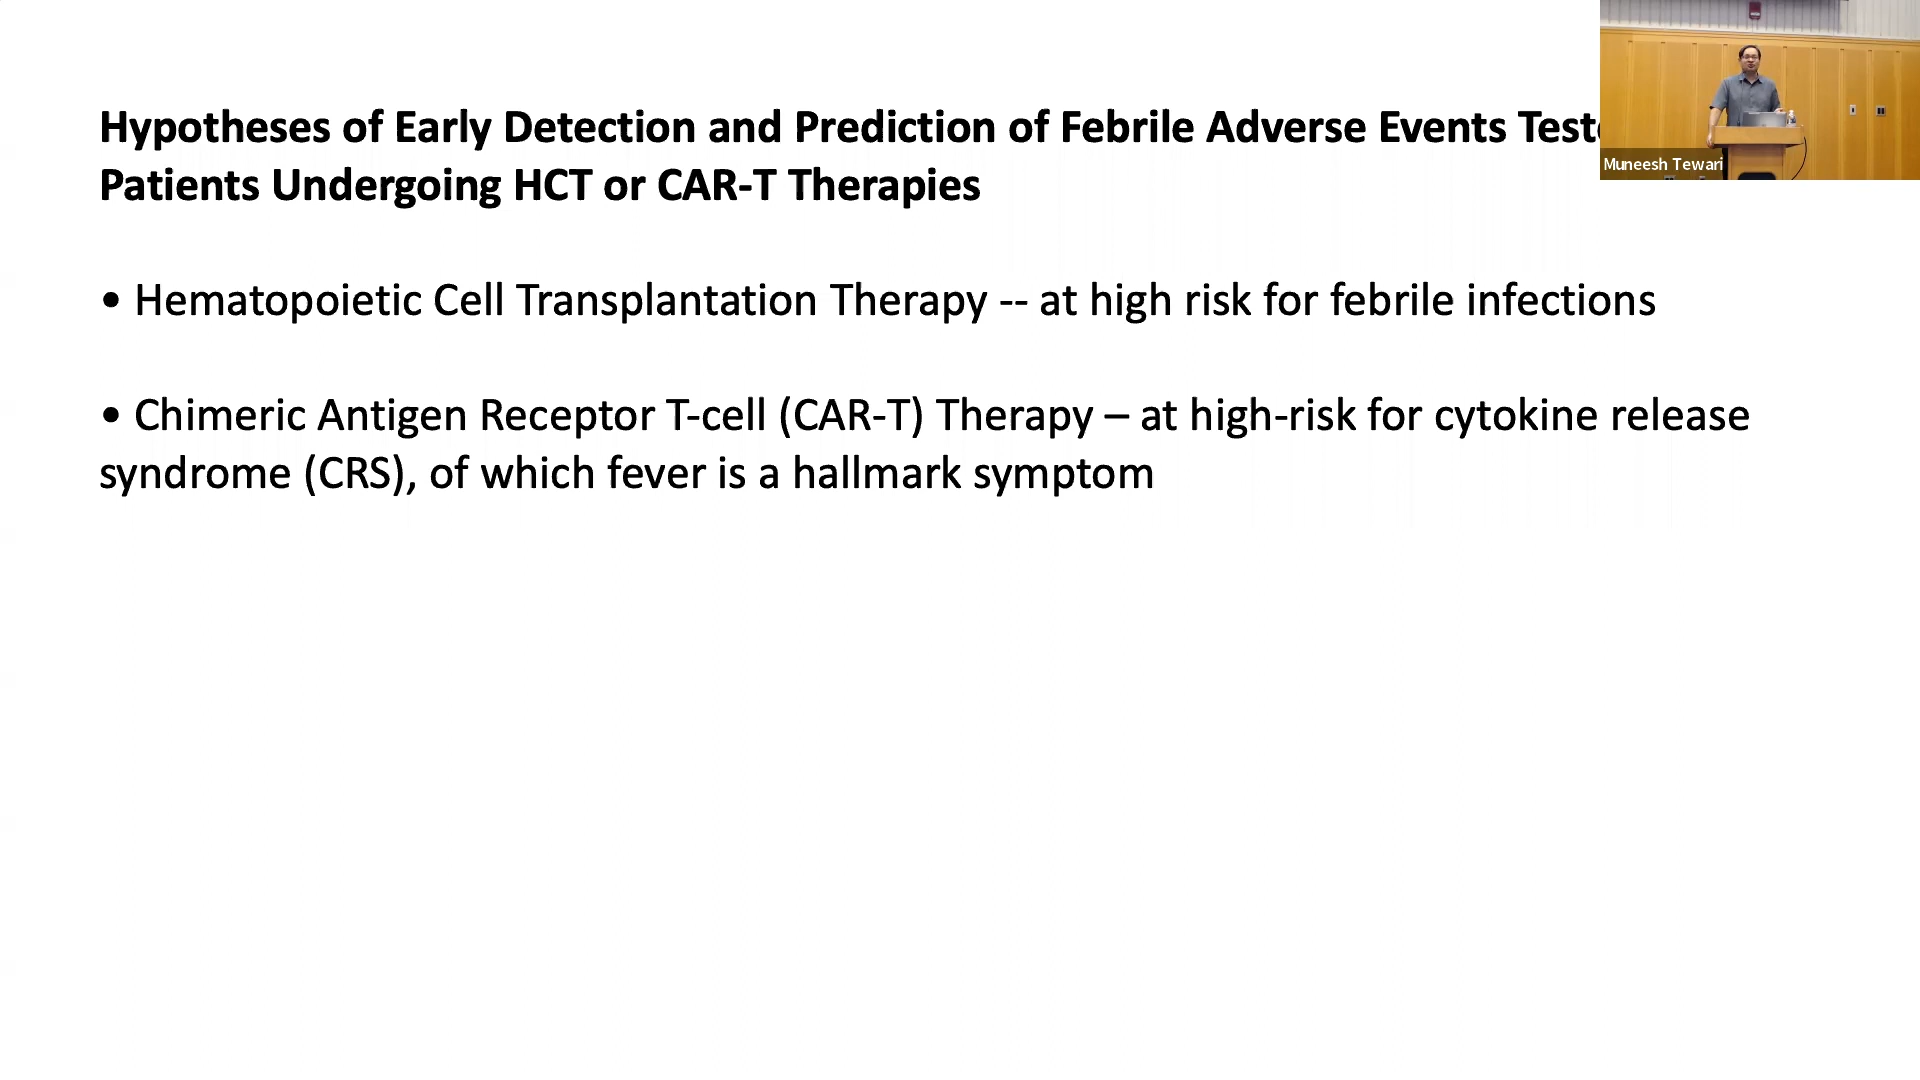 Hypotheses of Early Detection and Prediction of Febrile Adverse Events
Patients Undergoing HCT or CAR-T Therapies
• Hematopoietic Cell Transplantation Therapy -- at high risk for febrile infections
• Chimeric Antigen Receptor T-cell (CAR-T) Therapy – at high-risk for cytokine release
syndrome (CRS), of which fever is a hallmark symptom
Muneesh Tewari